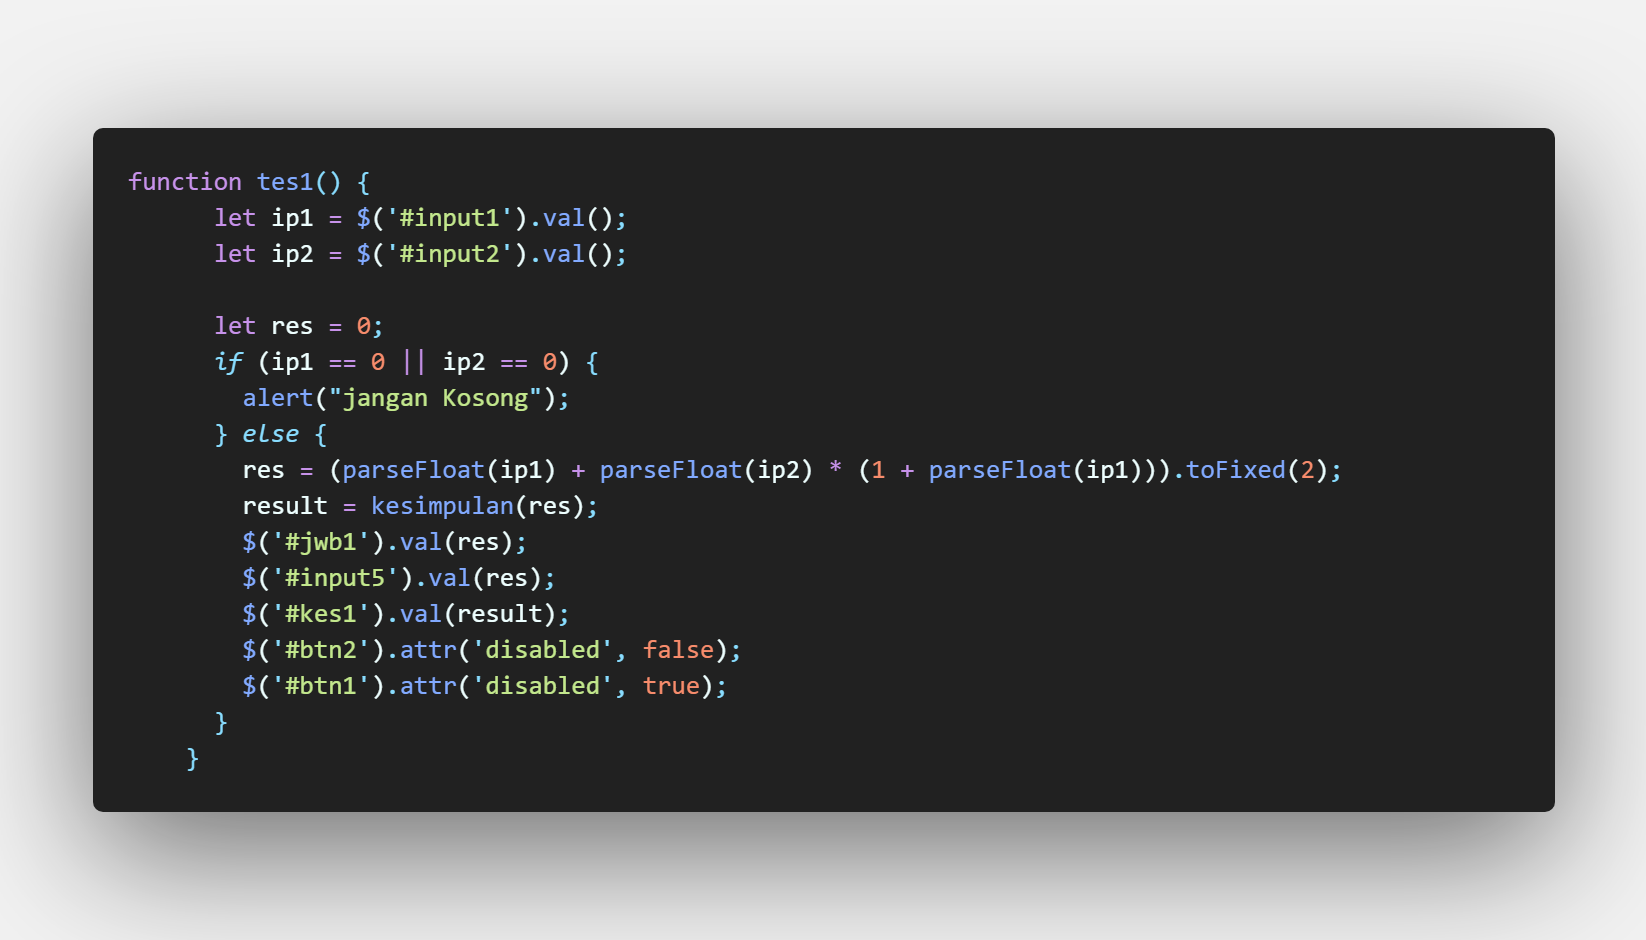 function tes1() {
      let ip1 = $('#input1').val();
      let ip2 = $('#input2').val();

      let res = 0;
      if (ip1 == 0 || ip2 == 0) {
        alert("jangan Kosong");
      } else {
        res = (parseFloat(ip1) + parseFloat(ip2) * (1 + parseFloat(ip1))).toFixed(2);
        result = kesimpulan(res);
        $('#jwb1').val(res);
        $('#input5').val(res);
        $('#kes1').val(result);
        $('#btn2').attr('disabled', false);
        $('#btn1').attr('disabled', true);
      }
    }